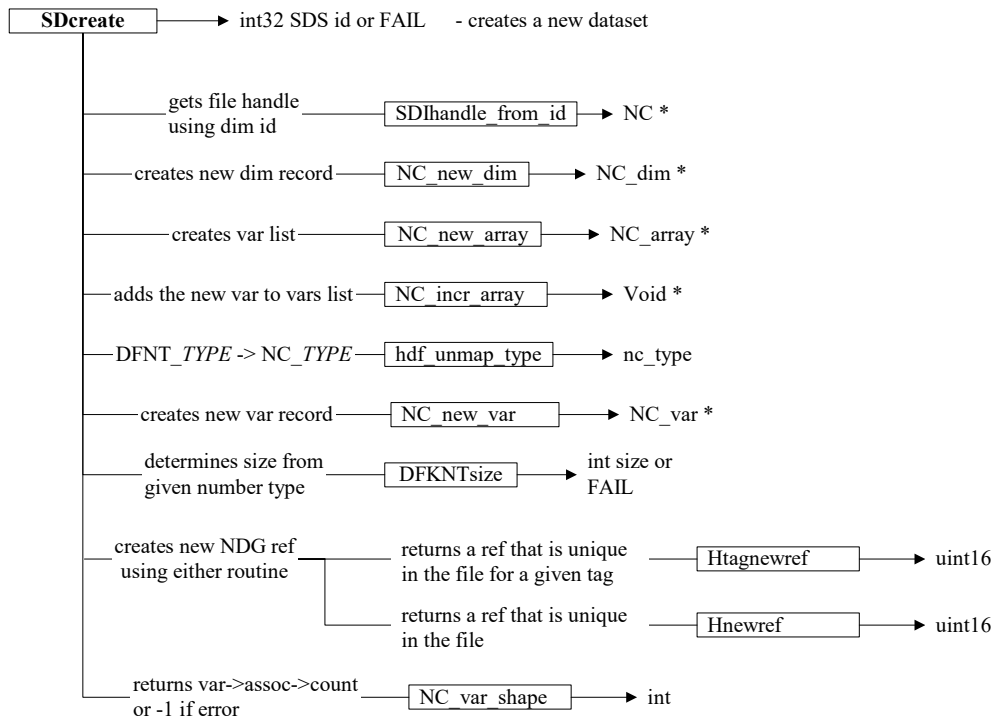 SDcreate int32 SDS id or FAIL - creates a new dataset
gets file handle
using dim id SDIhandle_from_id NC *
creates new dim record NC_new_dim NC_dim *
creates var list NC_new_array NC_array *
adds the new var to vars list NC_incr_array Void *
DFNT_TYPE -> NC_TYPE hdf_unmap_type nc_type
creates new var record NC_new_var NC_var *
determines size from
given number type DFKNTsize int size or
FAIL
creates new NDG ref
using either routine
returns a ref that is unique
in the file for a given tag Htagnewref uint16
returns a ref that is unique
in the file Hnewref uint16
returns var->assoc->count
or -1 if error NC_var_shape int